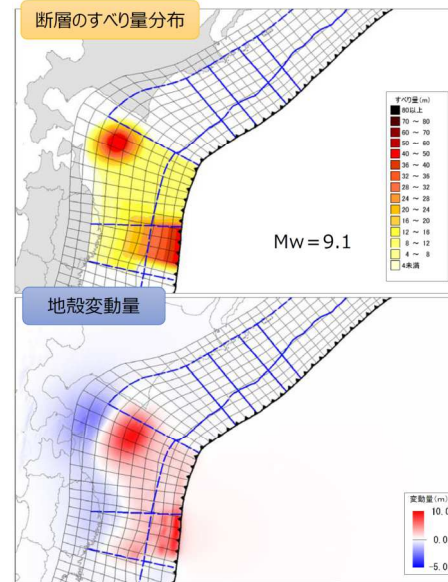 断層のすべり量分布
すべり量(m)
80以上
70 ~ 80
60 ~ 70
50 ~ 60
40 ~ 50
36 ~ 40
32 ~ 36
28 ~ 32
24 ~ 28
20 ~ 24
16 ~ 20
12 ~ 16
8 ~ 12
4 ~ 8
4未満
Mw=9.1
地殻変動量
変動量(m)
10.0
0.0
-5.0